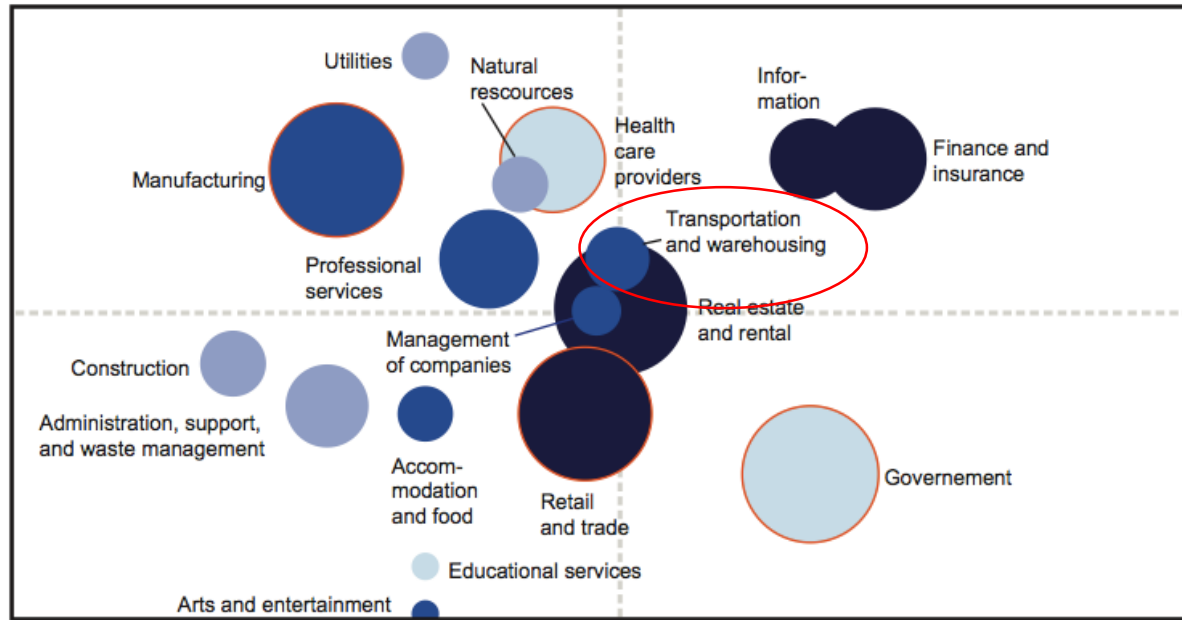 Utilities
Natural
rescources
Infor-
mation
Health
care
providers
Finance and
insurance
Manufacturing
Transportation
and warehousing
Professional
services
Real estate
and rental
Management
of companies
Construction
Administration, support,
and waste management
Accom-
modation
and food
Retail
and trade
Governement
Educational services
Arts and entertainment